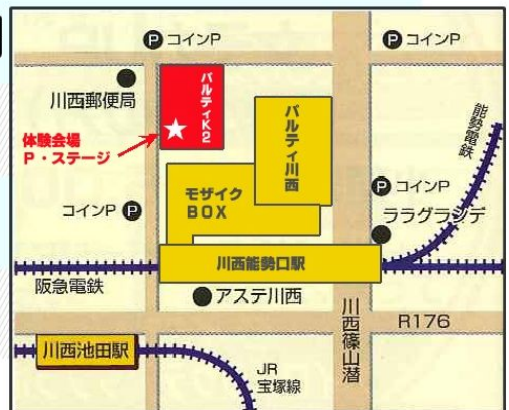 P コインP
P コインP
川西郵便局
パルティK2
体験会場
P・ステージ
パルティ川西
能勢電鉄
モザイク
BOX
コインP P
P コインP
ララグランデ
川西能勢口駅
阪急電鉄
アステ川西
川西篠山潜
R176
川西池田駅
JR
宝塚線